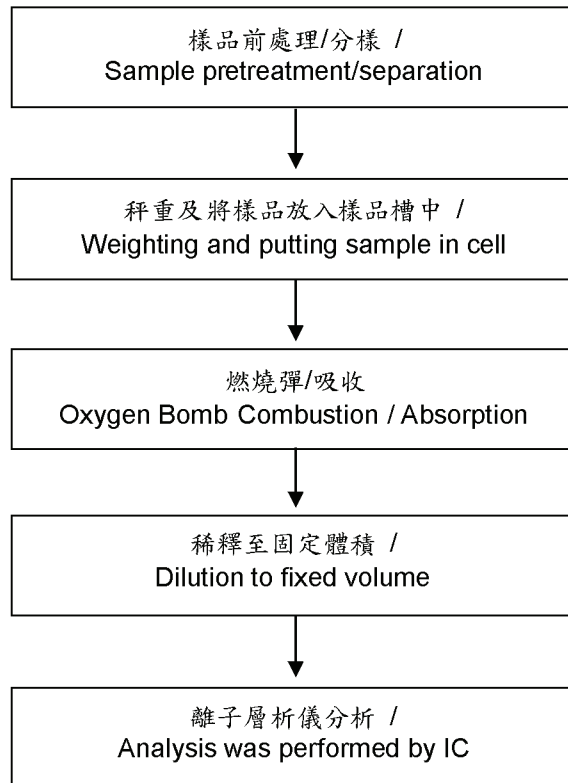 樣品前處理/分樣 /
Sample pretreatment/separation
秤重及將樣品放入樣品槽中 /
Weighting and putting sample in cell
燃燒彈/吸收
Oxygen Bomb Combustion / Absorption
稀釋至固定體積 /
Dilution to fixed volume
離子層析儀分析 /
Analysis was performed by IC